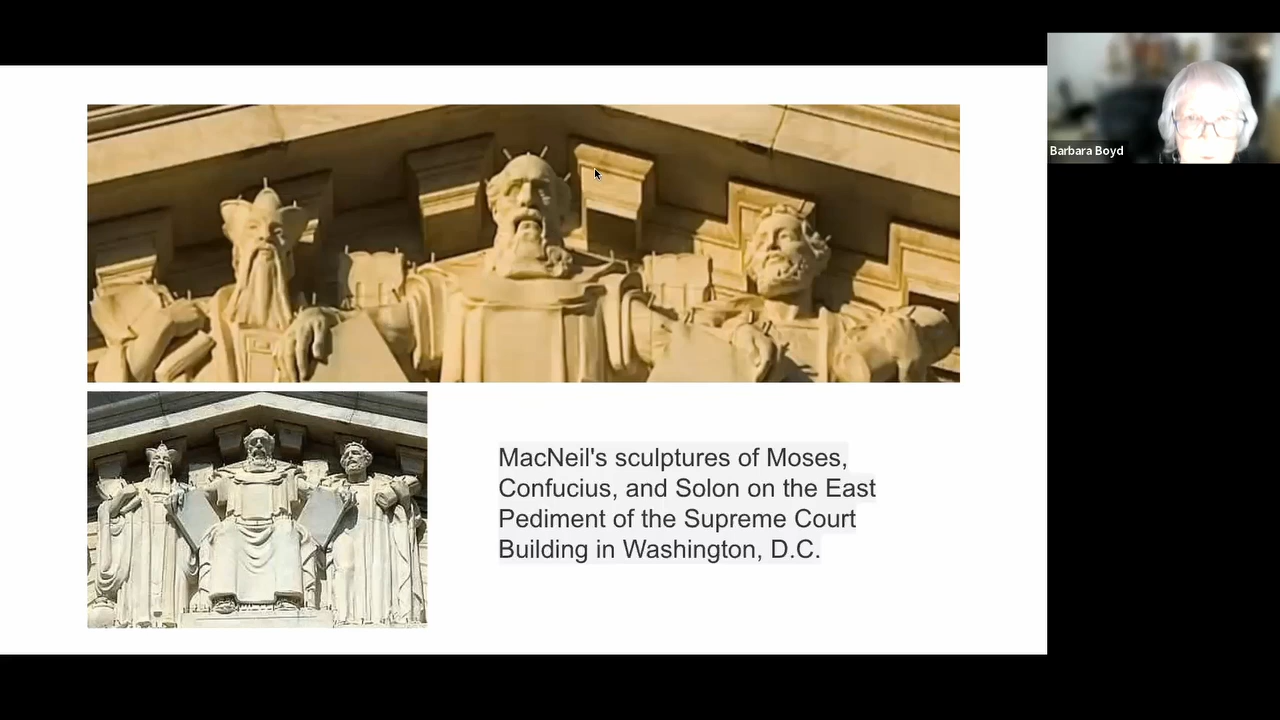 Barbara Boyd
MacNeil's sculptures of Moses,
Confucius, and Solon on the East
Pediment of the Supreme Court
Building in Washington, D.C.